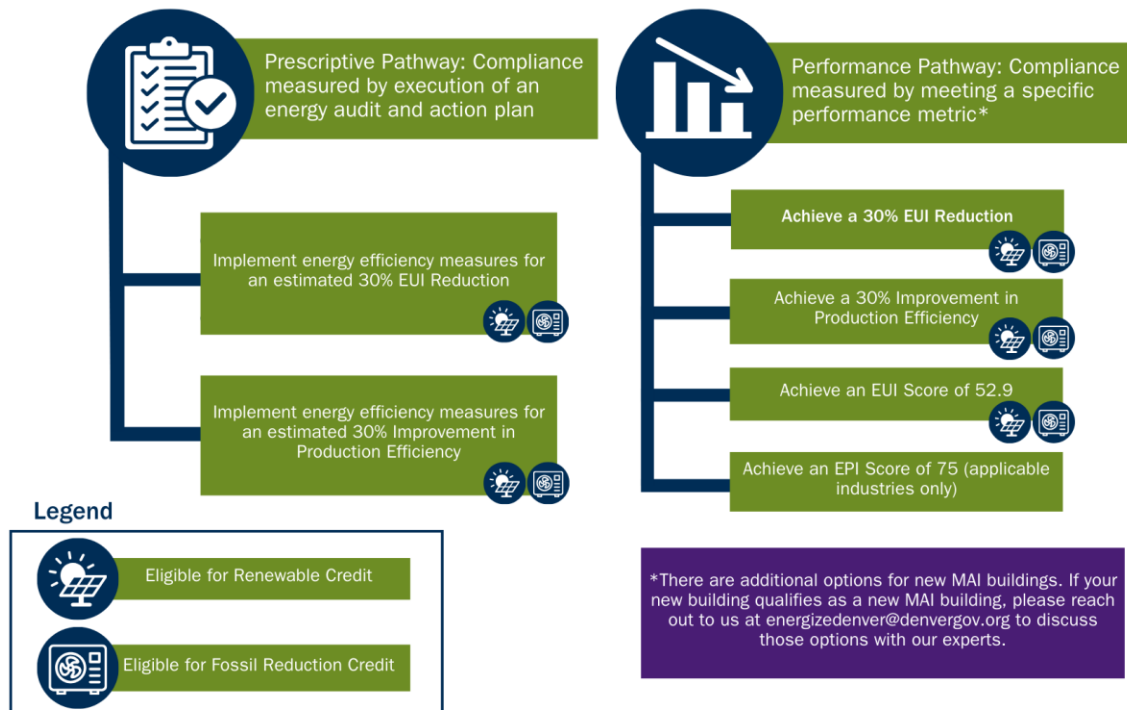 Prescriptive Pathway: Compliance
measured by execution of an
energy audit and action plan
Implement energy efficiency measures for
an estimated 30% EUI Reduction
Implement energy efficiency measures for
an estimated 30% Improvement in
Production Efficiency
Performance Pathway: Compliance
measured by meeting a specific
performance metric*
Achieve a 30% EUI Reduction
Achieve a 30% Improvement in
Production Efficiency
Achieve an EUI Score of 52.9
Achieve an EPI Score of 75 (applicable
industries only)
Legend
Eligible for Renewable Credit
Eligible for Fossil Reduction Credit
*There are additional options for new MAI buildings. If your
new building qualifies as a new MAI building, please reach
out to us at energizedenver@denvergov.org to discuss
those options with our experts.